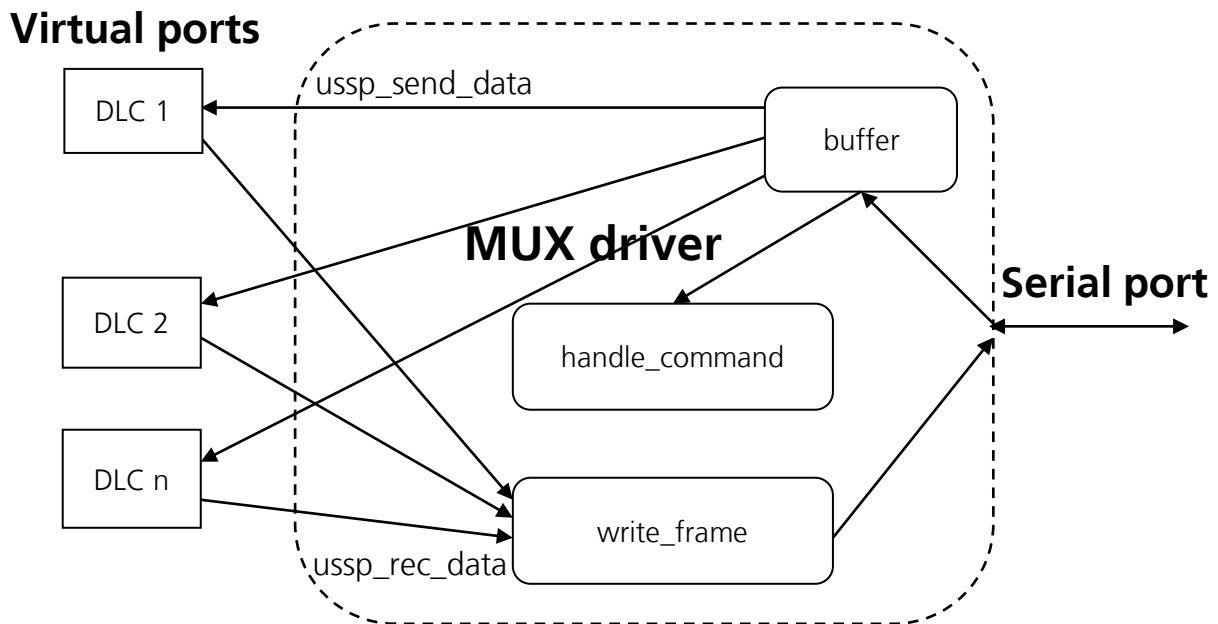 Virtual ports
ussp_send_data
DLC 1
buffer
MUX driver
Serial port
DLC 2
handle_command
DLC n
write_frame
ussp_rec_data